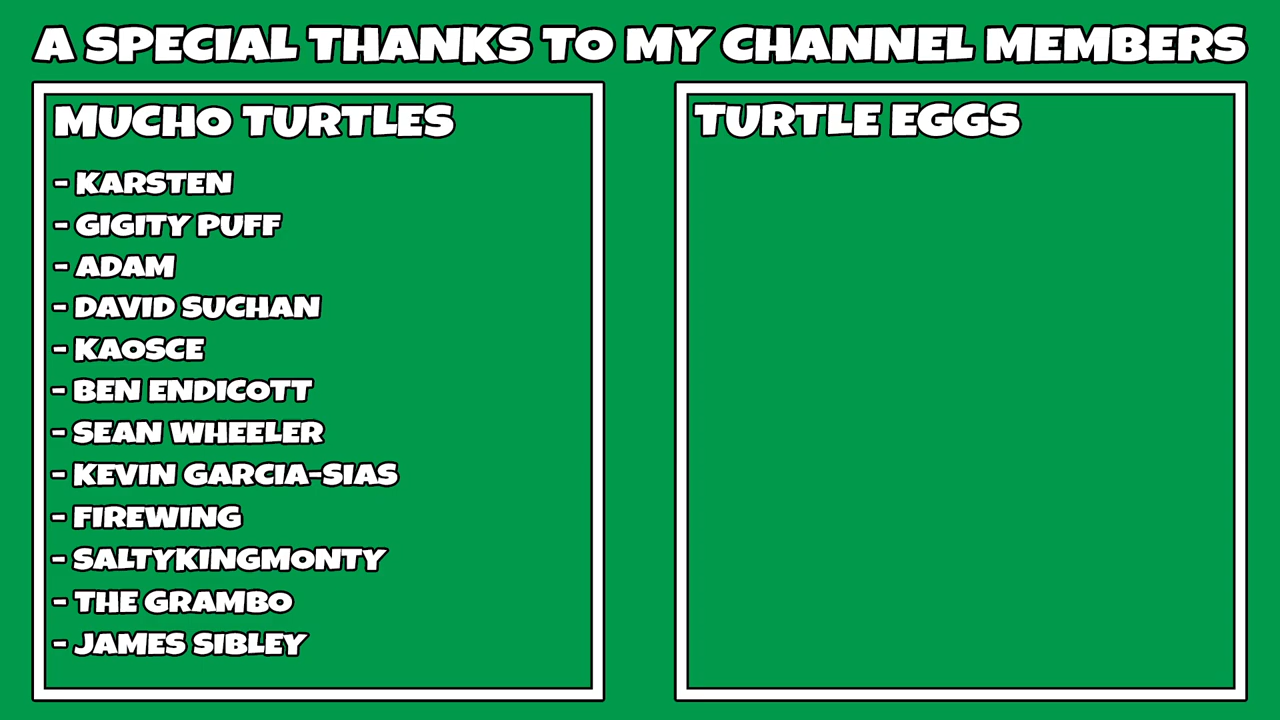 A SPECIAL THANKS TO MY CHANNEL MEMBERS
MUCHO TURTLES
- KARSTEN
- GIGITY PUFF
- ADAM
- DAVID SUCHAN
- KAOSCE
- BEN ENDICOTT
- SEAN WHEELER
- KEVIN GARCIA-SIAS
- FIREWING
- SALTYKINGMONTY
- THE GRAMBO
- JAMES SIBLEY
TURTLE EGGS